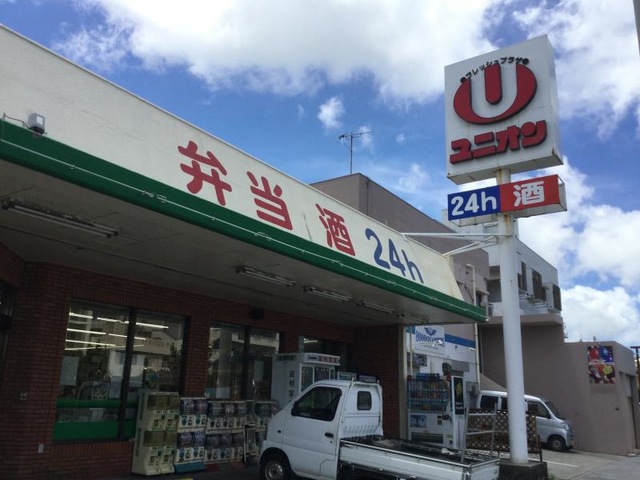 フレッシュプラザ
ユニオン
24h 酒
弁当 酒 24h